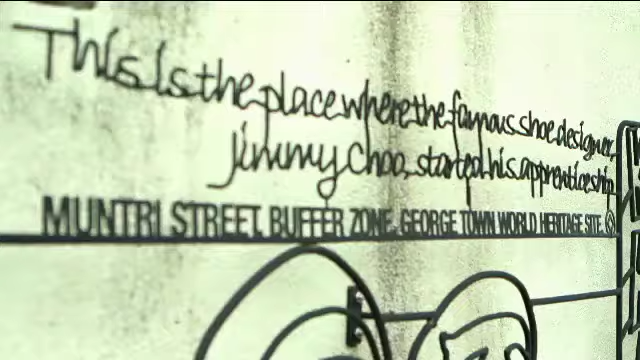 This is the place where the famous shoe designer,
Jimmy Choo, started his apprenticeship
MUNTRI STREET, BUFFER ZONE, GEORGE TOWN WORLD HERITAGE SITE.